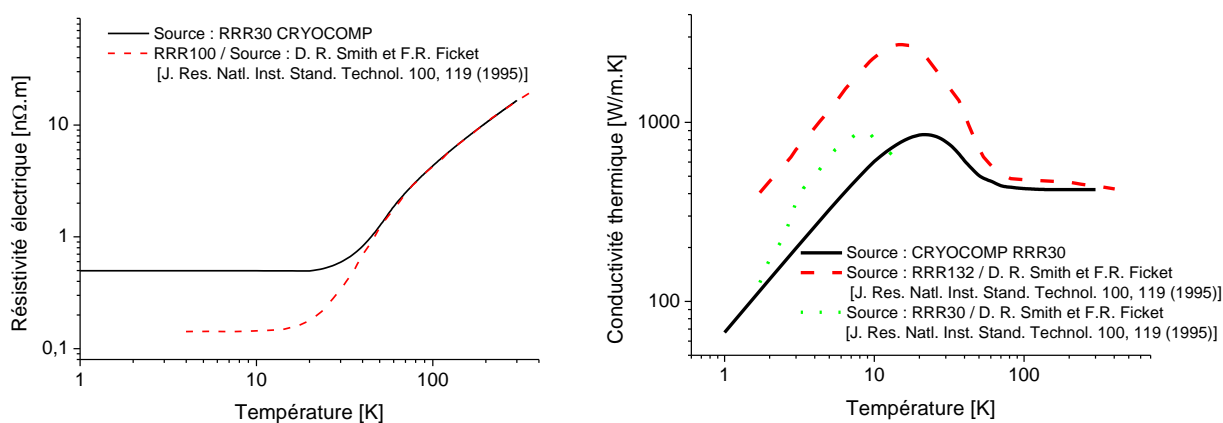 Source : RRR30 CRYOCOMP
RRR100 / Source : D. R. Smith et F.R. Ficket
[J. Res. Natl. Inst. Stand. Technol. 100, 119 (1995)]
Résistivité électrique [nΩ.m]
10
1
0,1
1
10
100
Température [K]
Conductivité thermique [W/m.K]
1000
100
Source : CRYOCOMP RRR30
Source : RRR132 / D. R. Smith et F.R. Ficket
[J. Res. Natl. Inst. Stand. Technol. 100, 119 (1995)]
Source : RRR30 / D. R. Smith et F.R. Ficket
[J. Res. Natl. Inst. Stand. Technol. 100, 119 (1995)]
1
10
100
Température [K]